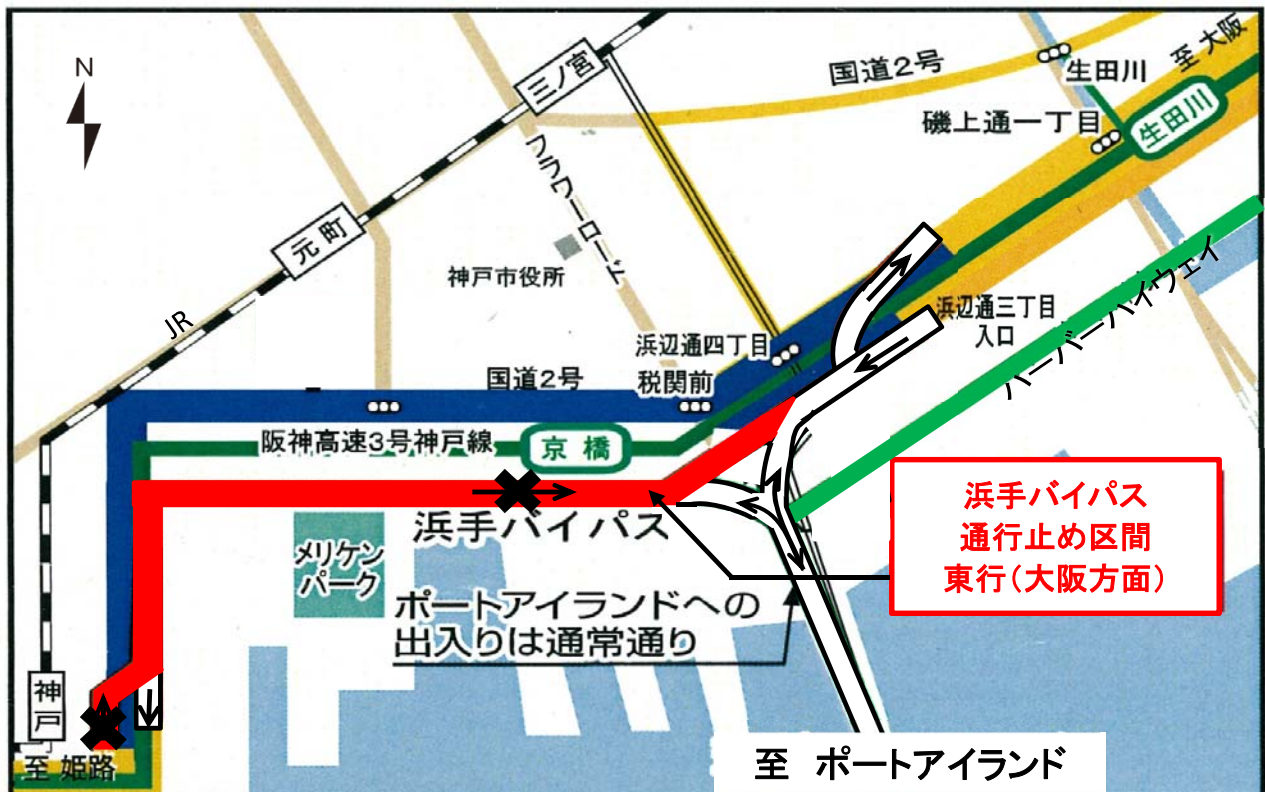 N
三ノ宮
国道2号
生田川
至 大阪
磯上通一丁目
生田川
フラワーロード
元町
神戸市役所
JR
浜辺通三丁目
入口
ハーバーハイウェイ
浜辺通四丁目
国道2号
税関前
阪神高速3号神戸線
京橋
浜手バイパス
浜手バイパス
通行止め区間
東行(大阪方面)
メリケン
パーク
ポートアイランドへの
出入りは通常通り
神戸
至 姫路
至 ポートアイランド